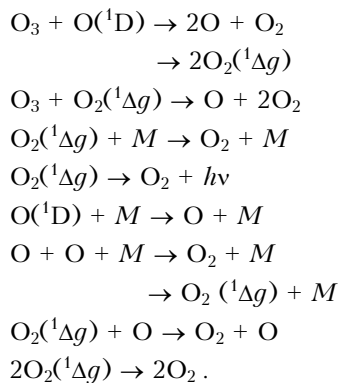 O₃ + O(¹D) → 2O + O₂
→ 2O₂(¹Δg)
O₃ + O₂(¹Δg) → O + 2O₂
O₂(¹Δg) + M → O₂ + M
O₂(¹Δg) → O₂ + hν
O(¹D) + M → O + M
O + O + M → O₂ + M
→ O₂ (¹Δg) + M
O₂(¹Δg) + O → O₂ + O
2O₂(¹Δg) → 2O₂ .